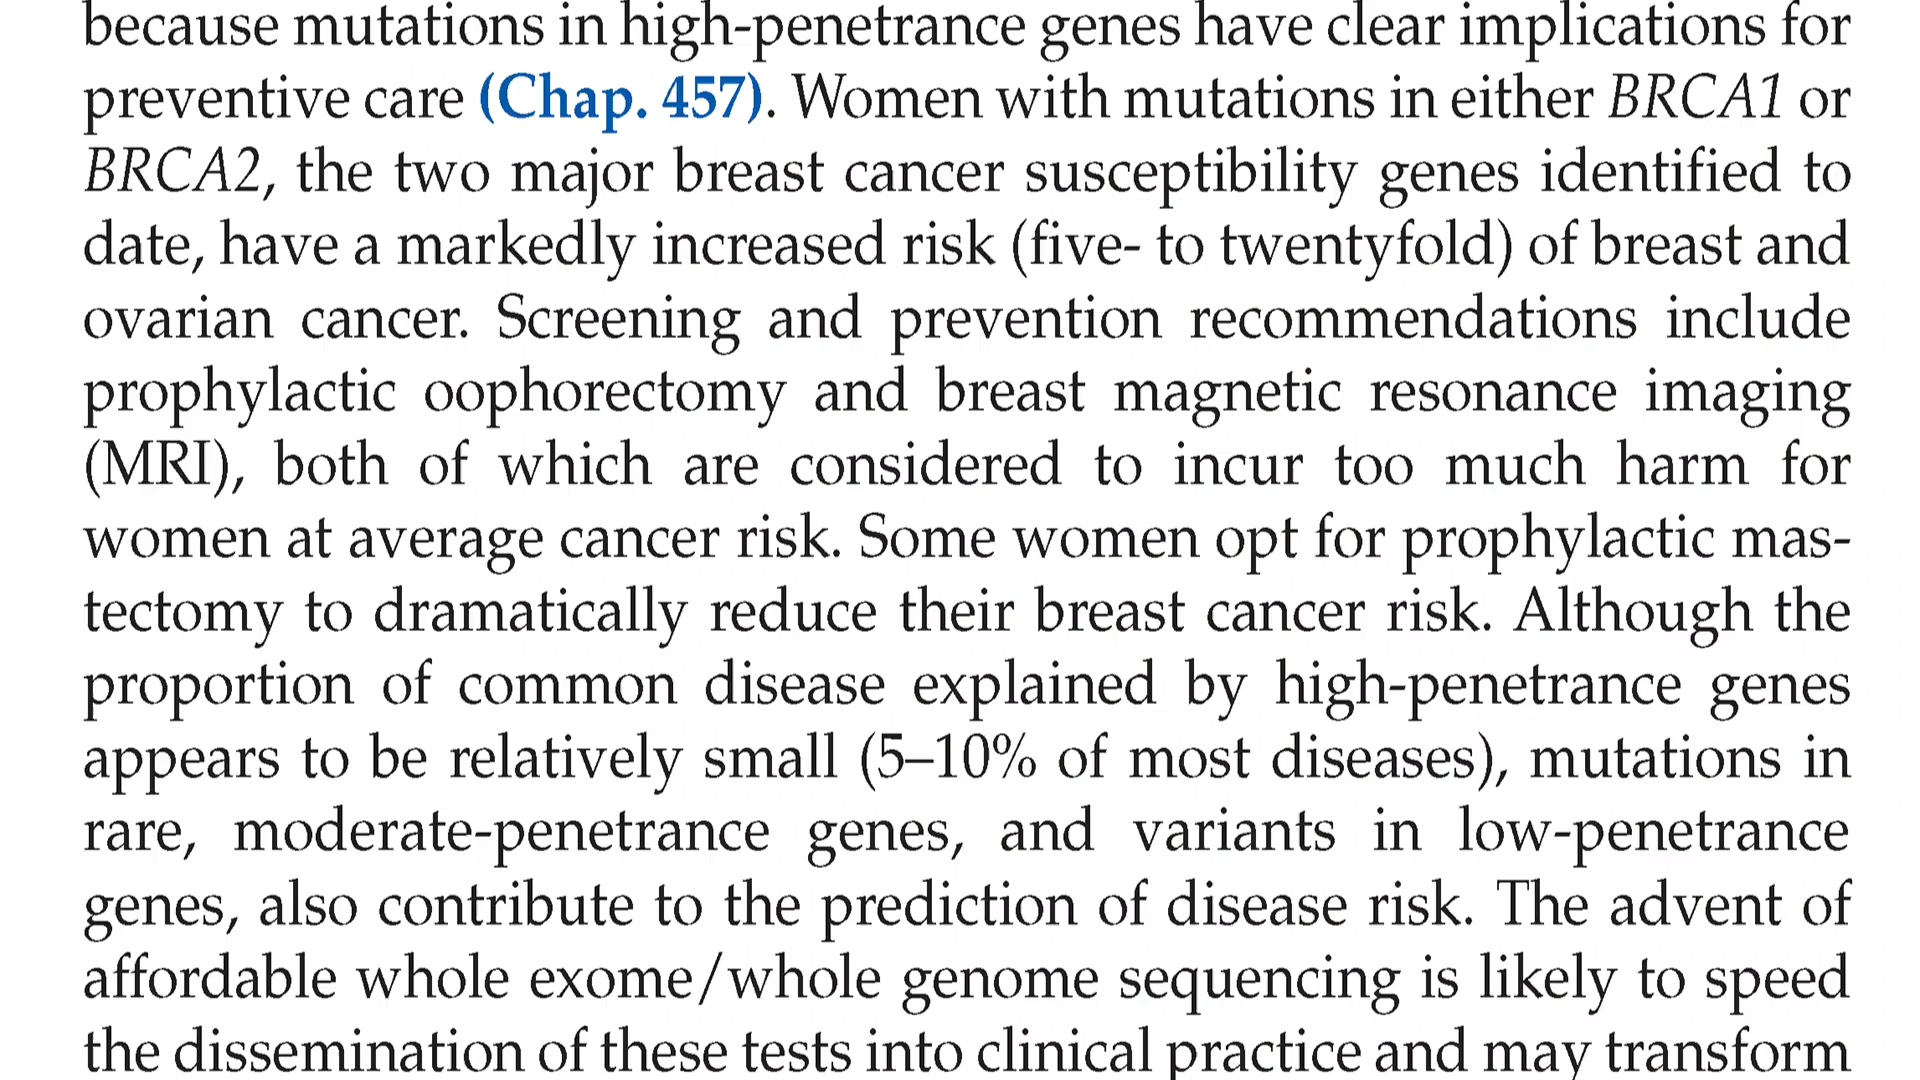 because mutations in high-penetrance genes have clear implications for
preventive care (Chap. 457). Women with mutations in either BRCA1 or
BRCA2, the two major breast cancer susceptibility genes identified to
date, have a markedly increased risk (five- to twentyfold) of breast and
ovarian cancer. Screening and prevention recommendations include
prophylactic oophorectomy and breast magnetic resonance imaging
(MRI), both of which are considered to incur too much harm for
women at average cancer risk. Some women opt for prophylactic mas-
tectomy to dramatically reduce their breast cancer risk. Although the
proportion of common disease explained by high-penetrance genes
appears to be relatively small (5–10% of most diseases), mutations in
rare, moderate-penetrance genes, and variants in low-penetrance
genes, also contribute to the prediction of disease risk. The advent of
affordable whole exome/whole genome sequencing is likely to speed
the dissemination of these tests into clinical practice and may transform